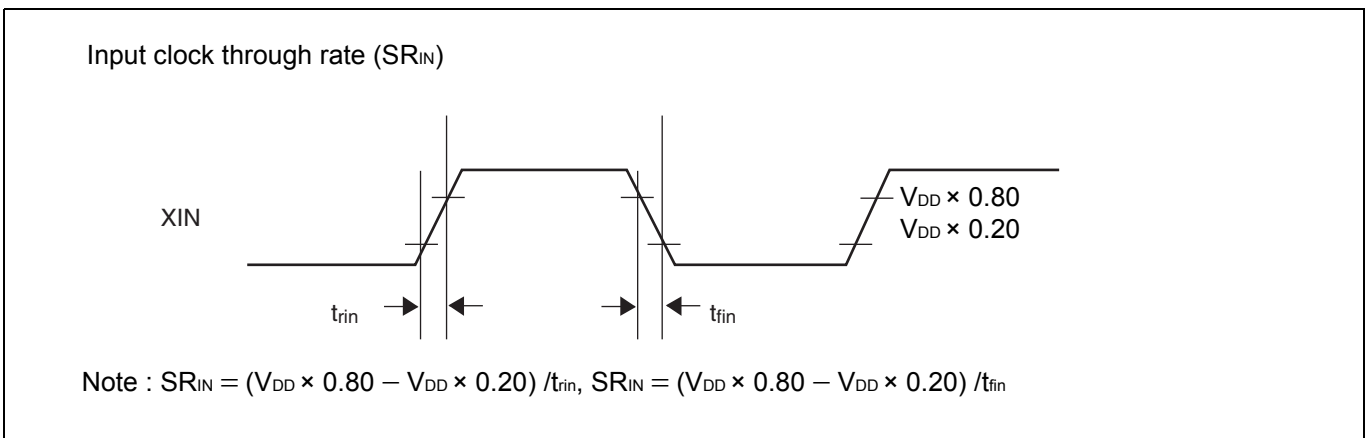 Input clock through rate (SRIN)
XIN
VDD × 0.80
VDD × 0.20
trin
tfin
Note : SRIN = (VDD × 0.80 − VDD × 0.20) /trin, SRIN = (VDD × 0.80 − VDD × 0.20) /tfin